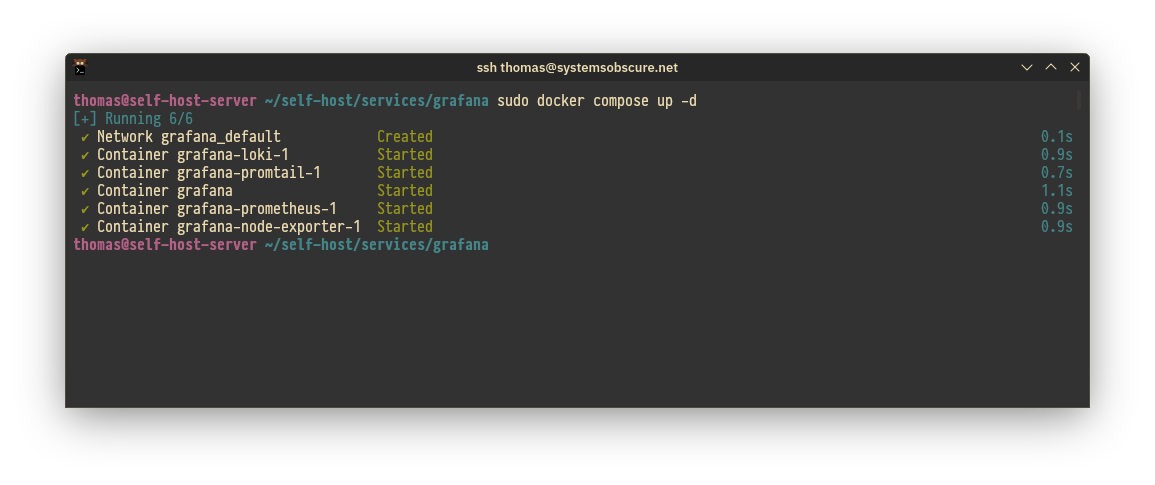 ssh thomas@systemsobscure.net
thomas@self-host-server ~/self-host/services/grafana sudo docker compose up -d
[+] Running 6/6
✔ Network grafana_default Created 0.1s
✔ Container grafana-loki-1 Started 0.9s
✔ Container grafana-promtail-1 Started 0.7s
✔ Container grafana Started 1.1s
✔ Container grafana-prometheus-1 Started 0.9s
✔ Container grafana-node-exporter-1 Started 0.9s
thomas@self-host-server ~/self-host/services/grafana